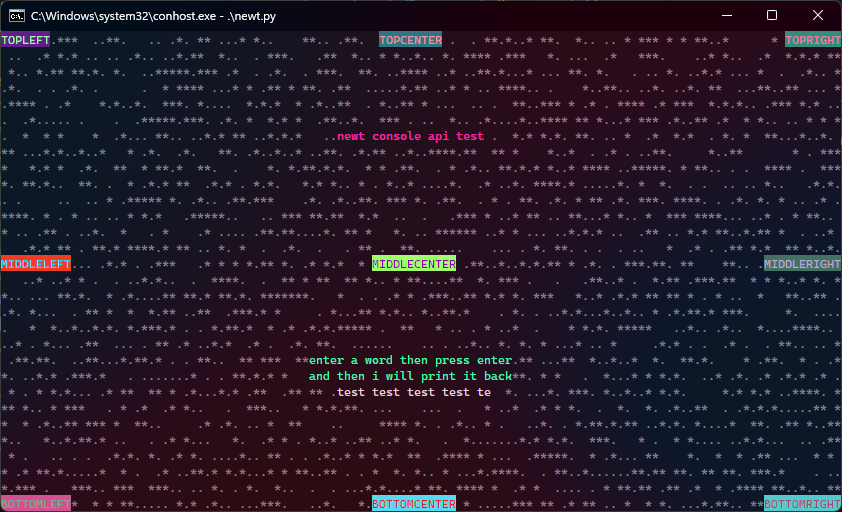 C:\Windows\system32\conhost.exe - .\newt.py
TOPLEFT TOPCENTER TOPRIGHT
newt console api test
MIDDLELEFT MIDDLECENTER MIDDLERIGHT
enter a word then press enter
and then i will print it back
test test test test te
BOTTOMLEFT BOTTOMCENTER BOTTOMRIGHT